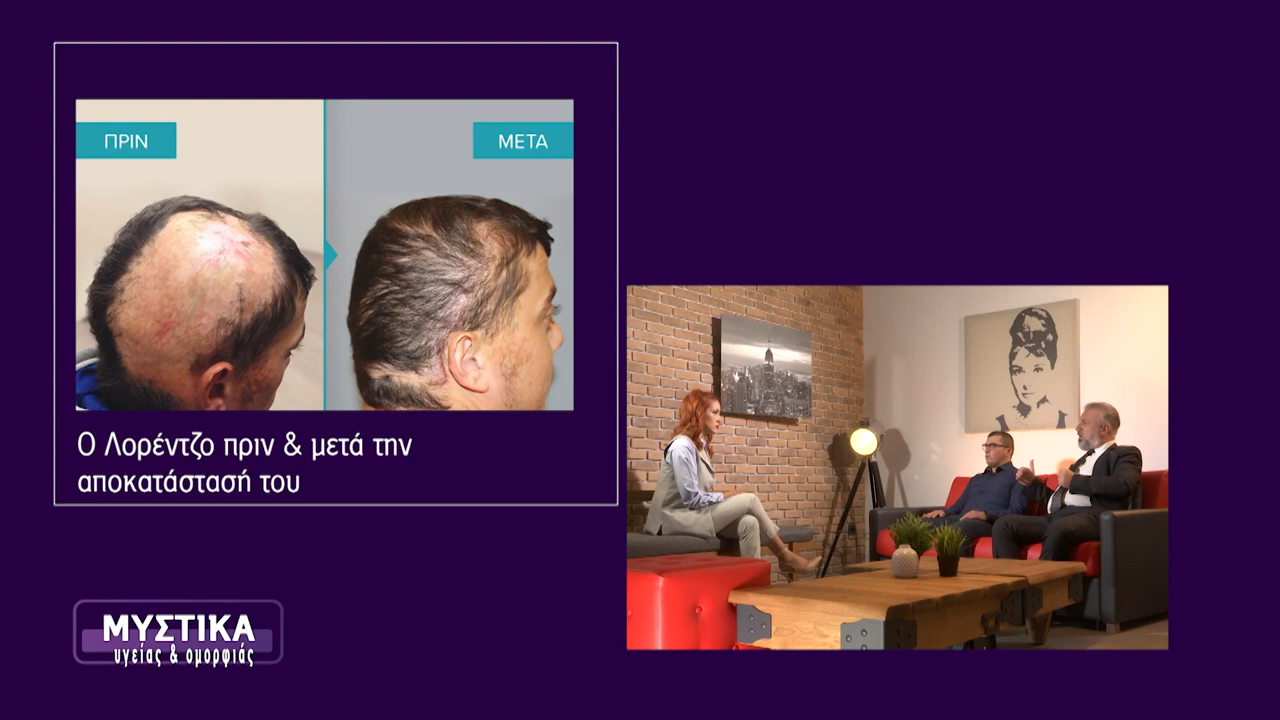 ΠΡΙΝ
ΜΕΤΑ
Ο Λορέντζο πριν & μετά την
αποκατάστασή του
ΜΥΣΤΙΚΑ
υγείας & ομορφιάς